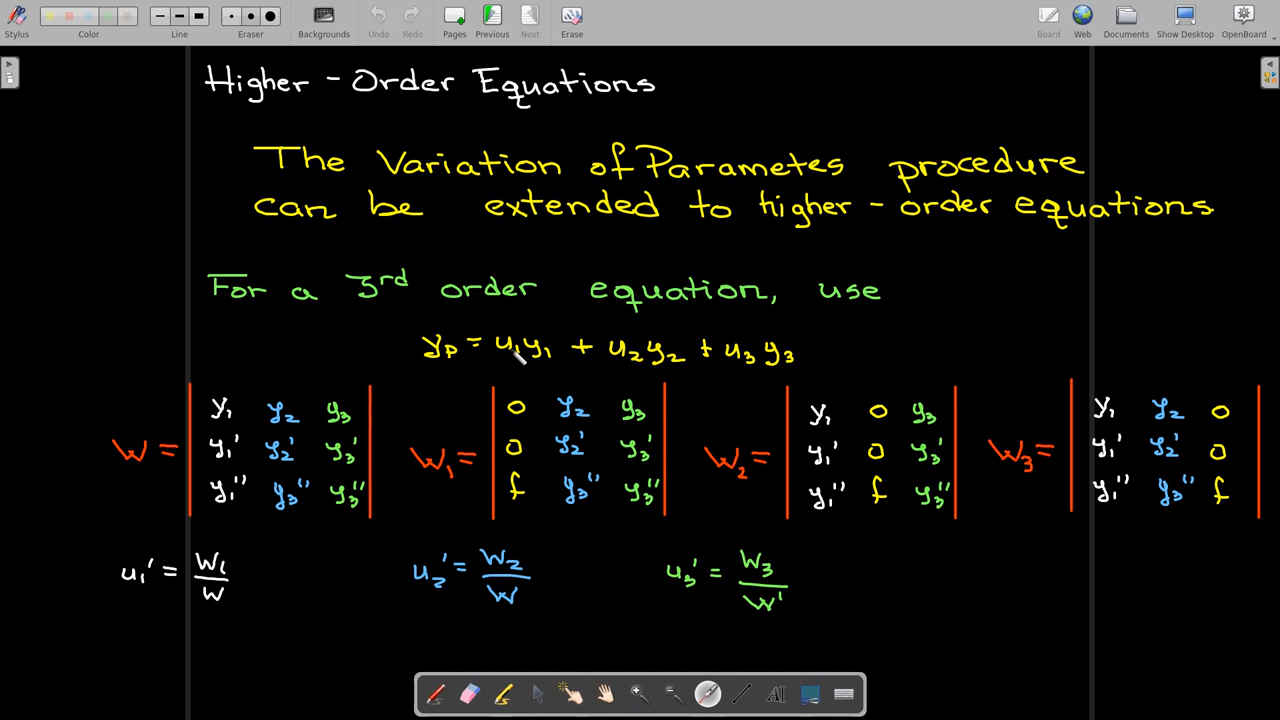 Stylus Color Line Eraser Backgrounds Undo Redo Pages Previous Next Erase Board Web Documents Show Desktop OpenBoard
Higher - Order Equations
The Variation of Parametes procedure
can be extended to higher - order equations
For a 3rd order equation, use
yp = u₁y₁ + u₂y₂ + u₃y₃
W = | y₁ y₂ y₃ | W₁ = | 0 y₂ y₃ | W₂ = | y₁ 0 y₃ | W₃ = | y₁ y₂ 0 |
| y₁' y₂' y₃' | | 0 y₂' y₃' | | y₁' 0 y₃' | | y₁' y₂' 0 |
| y₁'' y₃'' y₃'' | | f y₃'' y₃'' | | y₁'' f y₃'' | | y₁'' y₃'' f |
u₁' = W₁/W u₂' = W₂/W u₃' = W₃/W'
AI